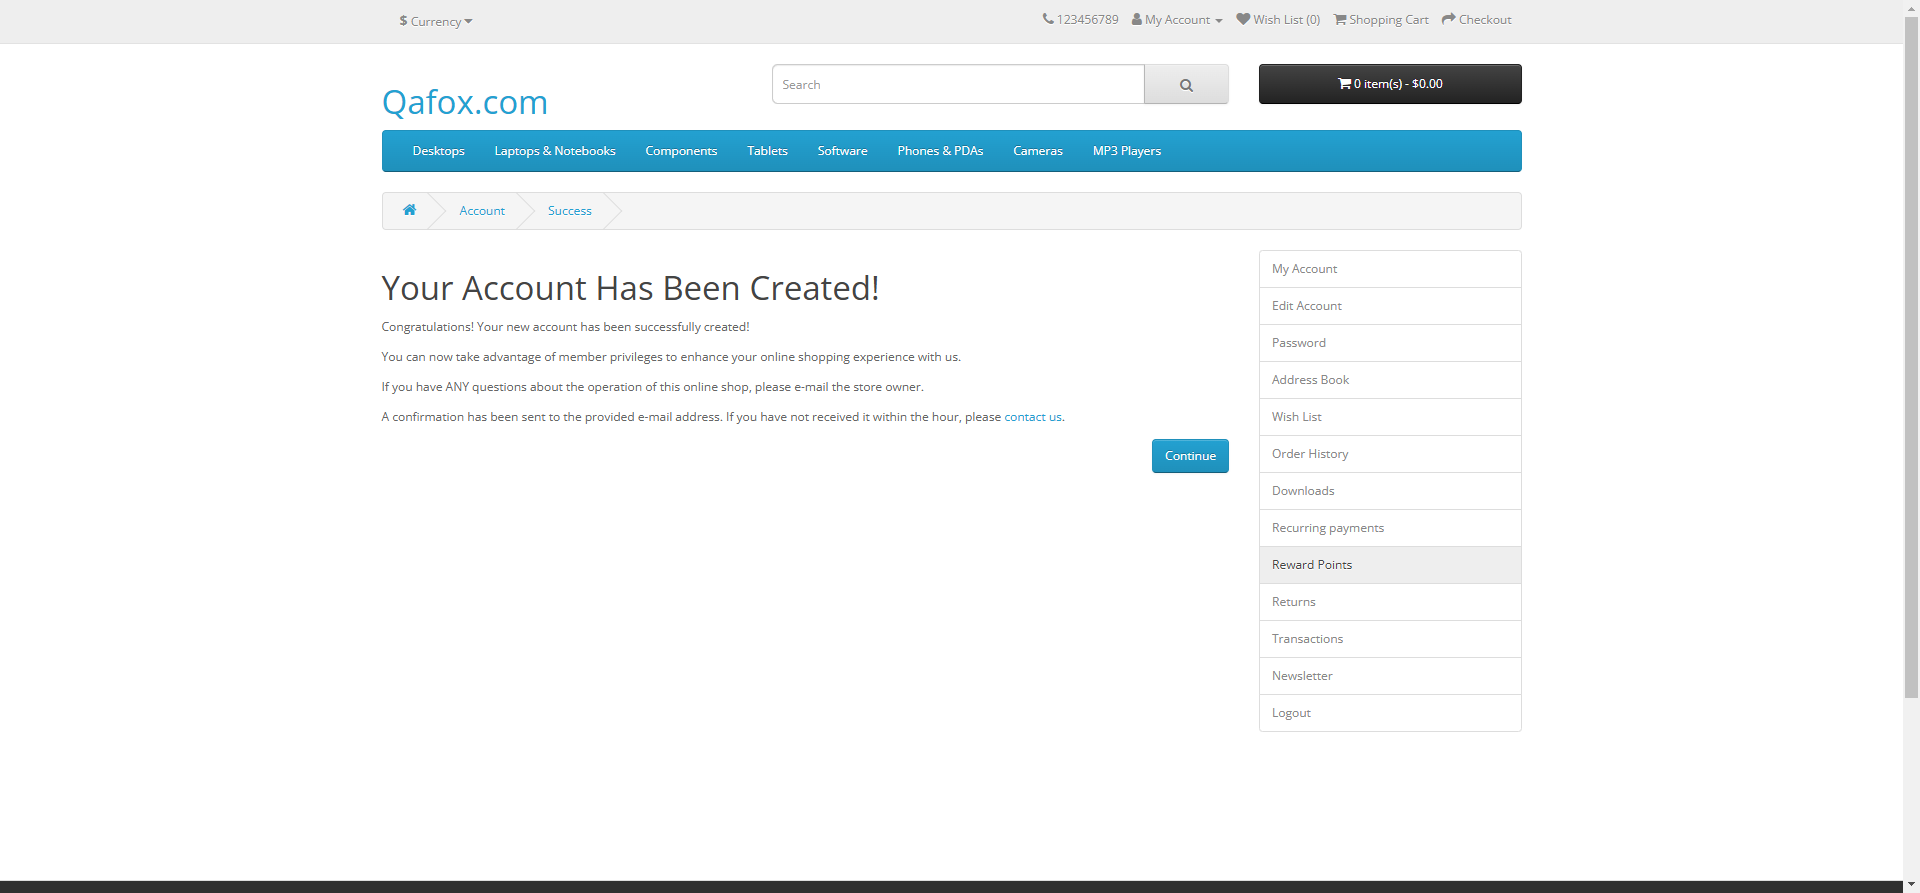 $ Currency
123456789 My Account Wish List (0) Shopping Cart Checkout
Qafox.com
Search
0 item(s) - $0.00
Desktops Laptops & Notebooks Components Tablets Software Phones & PDAs Cameras MP3 Players
Account Success
Your Account Has Been Created!
Congratulations! Your new account has been successfully created!
You can now take advantage of member privileges to enhance your online shopping experience with us.
If you have ANY questions about the operation of this online shop, please e-mail the store owner.
A confirmation has been sent to the provided e-mail address. If you have not received it within the hour, please contact us.
Continue
My Account
Edit Account
Password
Address Book
Wish List
Order History
Downloads
Recurring payments
Reward Points
Returns
Transactions
Newsletter
Logout